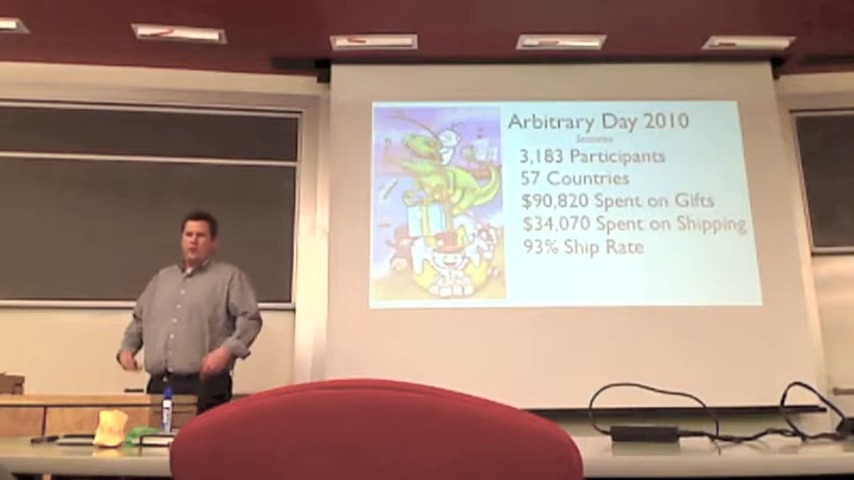 Arbitrary Day 2010
Statistics
3,183 Participants
57 Countries
$90,820 Spent on Gifts
$34,070 Spent on Shipping
93% Ship Rate